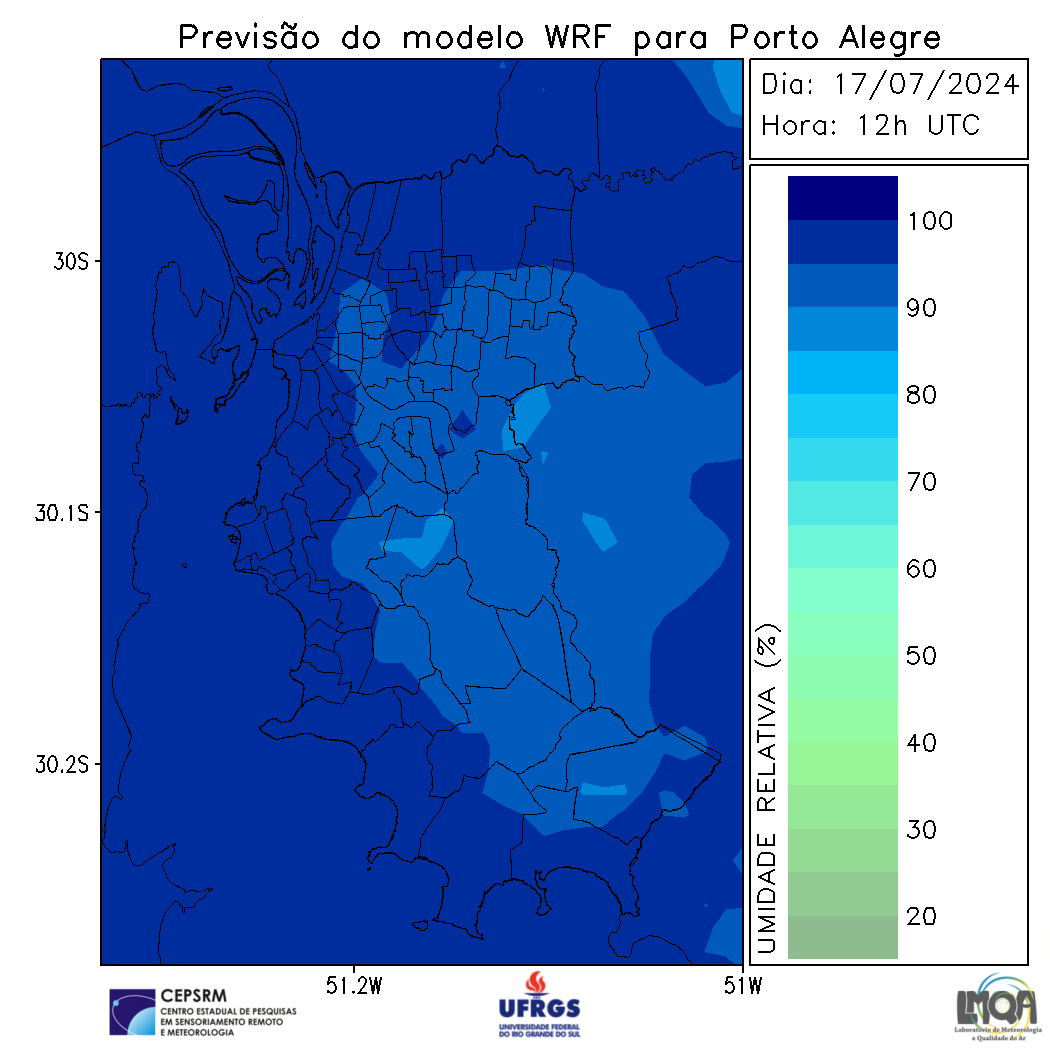 Previsão do modelo WRF para Porto Alegre
Dia: 17/07/2024
Hora: 12h UTC
100
90
80
70
60
50
40
30
20
UMIDADE RELATIVA (%)
30S
30.1S
30.2S
51.2W
51W
CEPSRM
CENTRO ESTADUAL DE PESQUISAS
EM SENSORIAMENTO REMOTO
E METEOROLOGIA
UFRGS
UNIVERSIDADE FEDERAL
DO RIO GRANDE DO SUL
LMQA
Laboratório de Meteorologia
e Qualidade do Ar